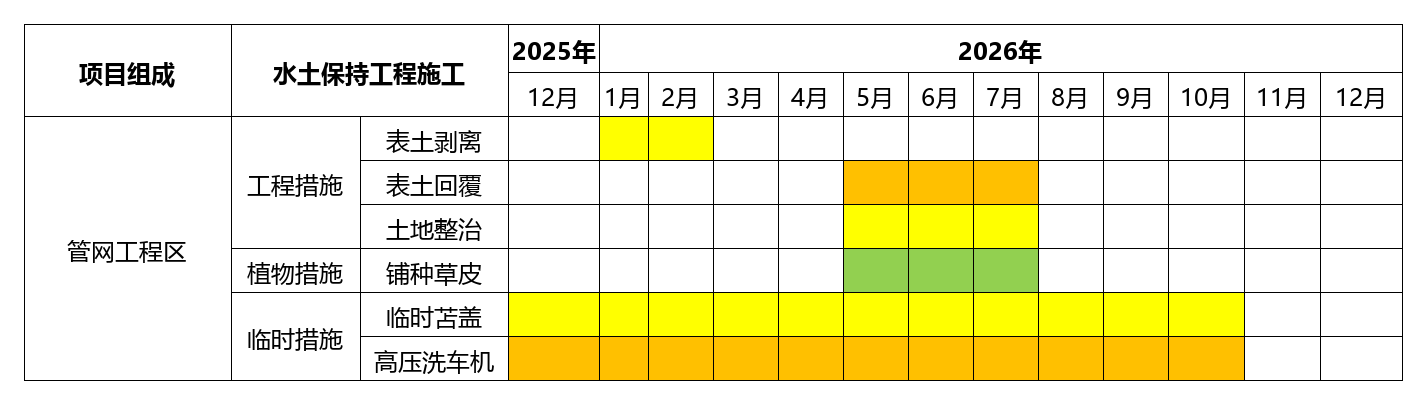 项目组成 水土保持工程施工 2025年 2026年
12月 1月 2月 3月 4月 5月 6月 7月 8月 9月 10月 11月 12月
管网工程区 工程措施 表土剥离
表土回覆
土地整治
植物措施 铺种草皮
临时措施 临时苫盖
高压洗车机